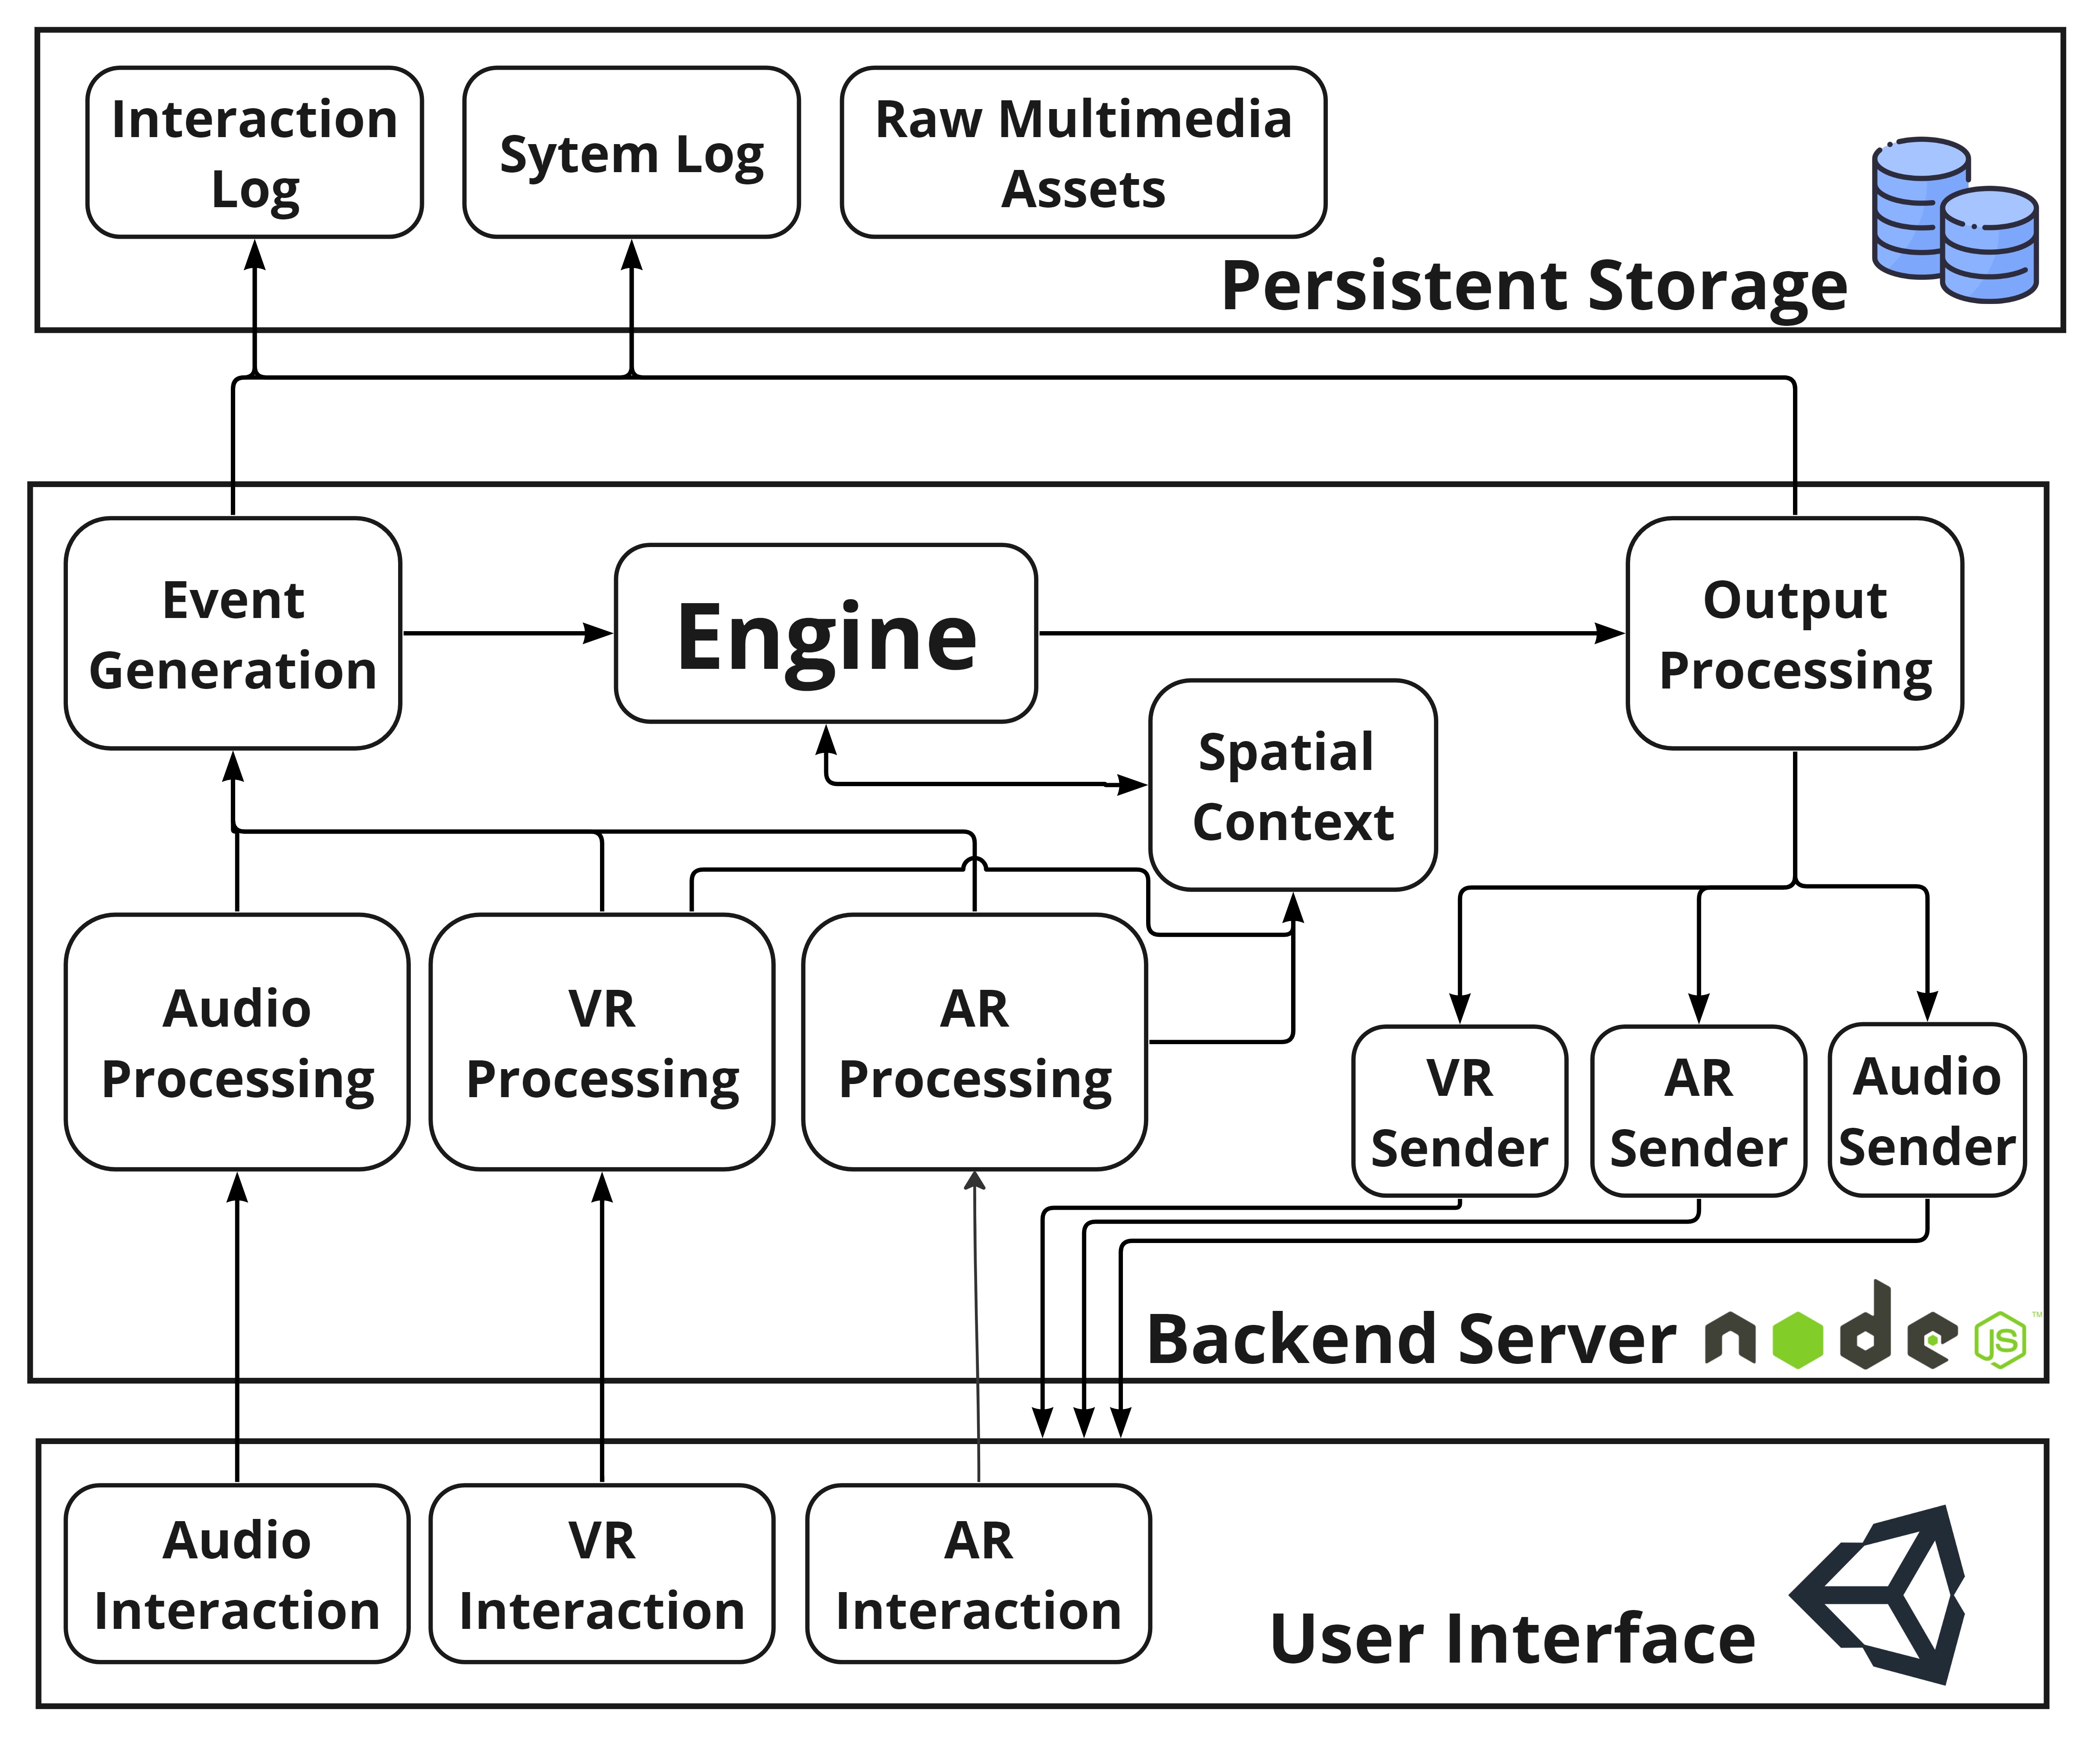 Interaction
Log
Sytem Log
Raw Multimedia
Assets
Persistent Storage
Event
Generation
Engine
Output
Processing
Spatial
Context
Audio
Processing
VR
Processing
AR
Processing
VR
Sender
AR
Sender
Audio
Sender
Backend Server
node
JS
TM
Audio
Interaction
VR
Interaction
AR
Interaction
User Interface